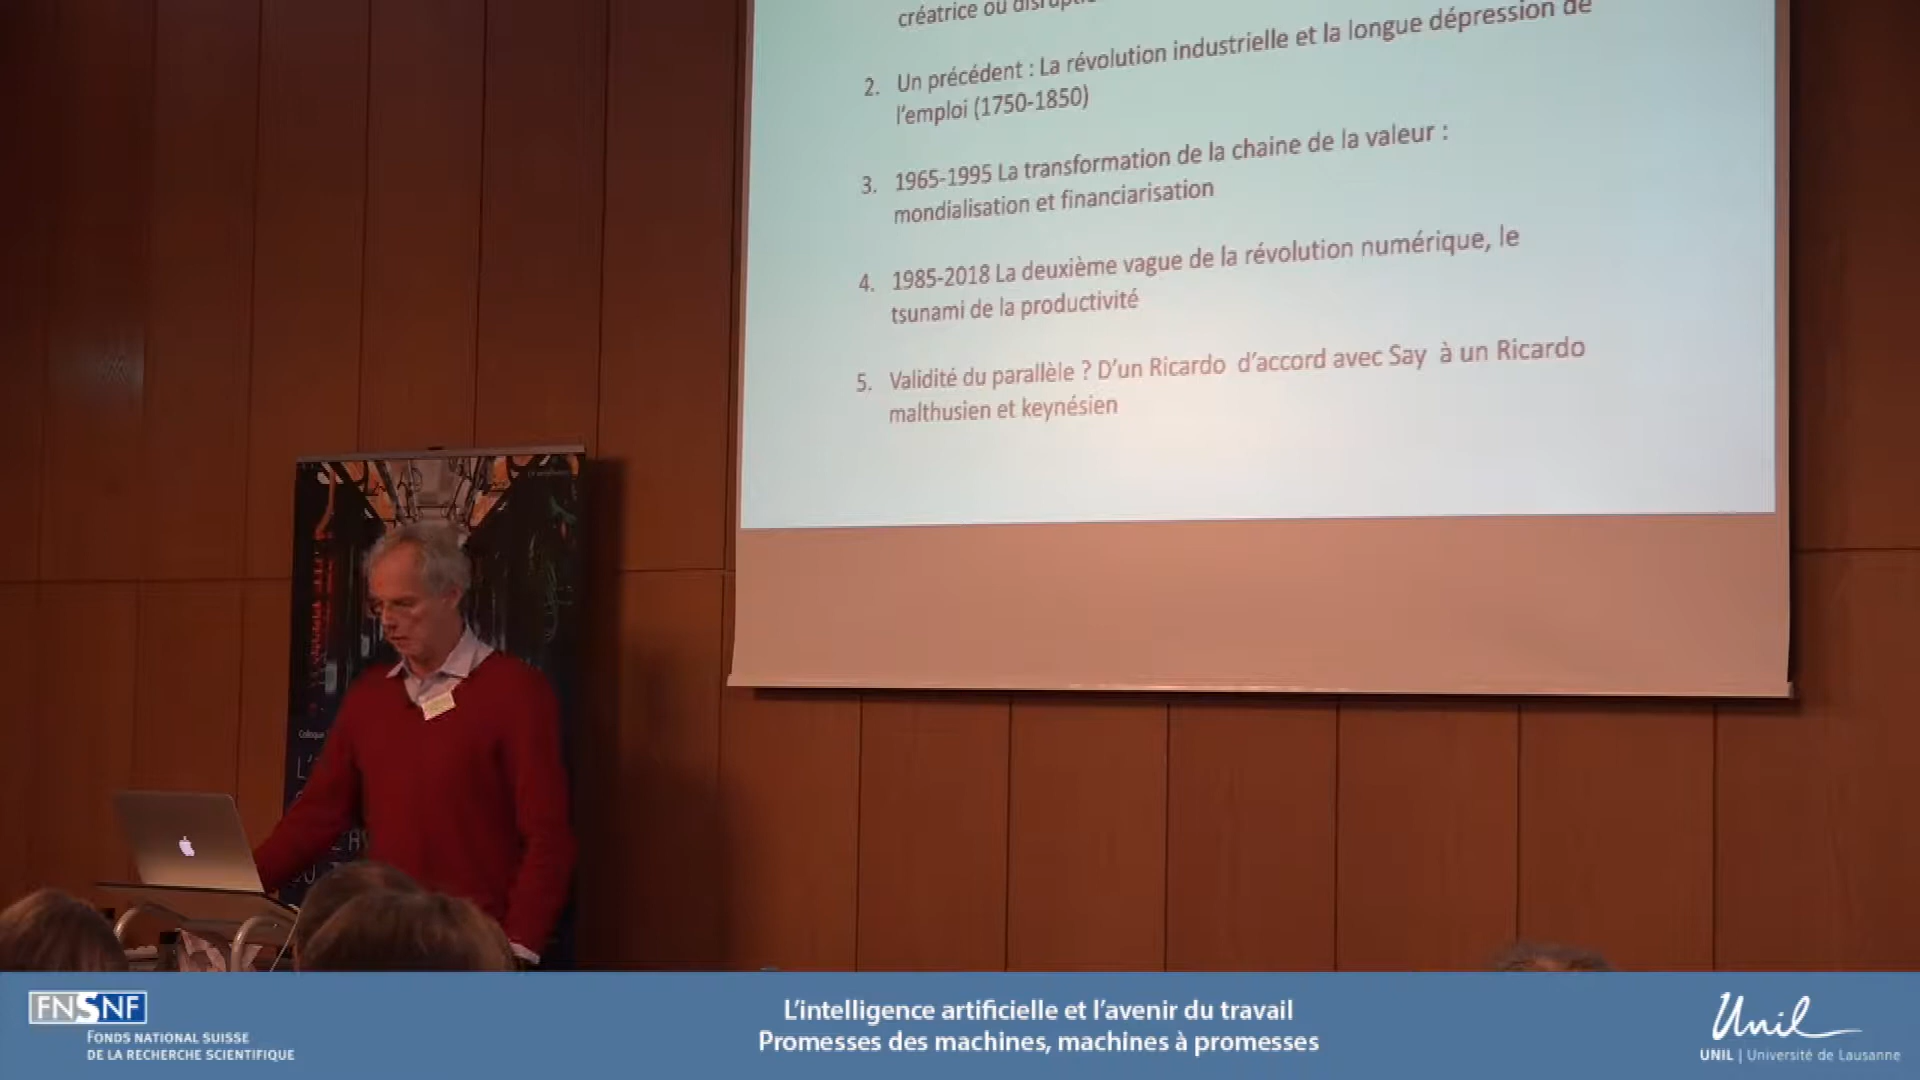 créatrice ou
2. Un précédent : La révolution industrielle et la longue dépression de
l'emploi (1750-1850)
3. 1965-1995 La transformation de la chaine de la valeur :
mondialisation et financiarisation
4. 1985-2018 La deuxième vague de la révolution numérique, le
tsunami de la productivité
5. Validité du parallèle ? D'un Ricardo d'accord avec Say à un Ricardo
malthusien et keynésien
Colloque
L'
FNSNF
FONDS NATIONAL SUISSE
DE LA RECHERCHE SCIENTIFIQUE
L'intelligence artificielle et l'avenir du travail
Promesses des machines, machines à promesses
Unil
UNIL | Université de Lausanne